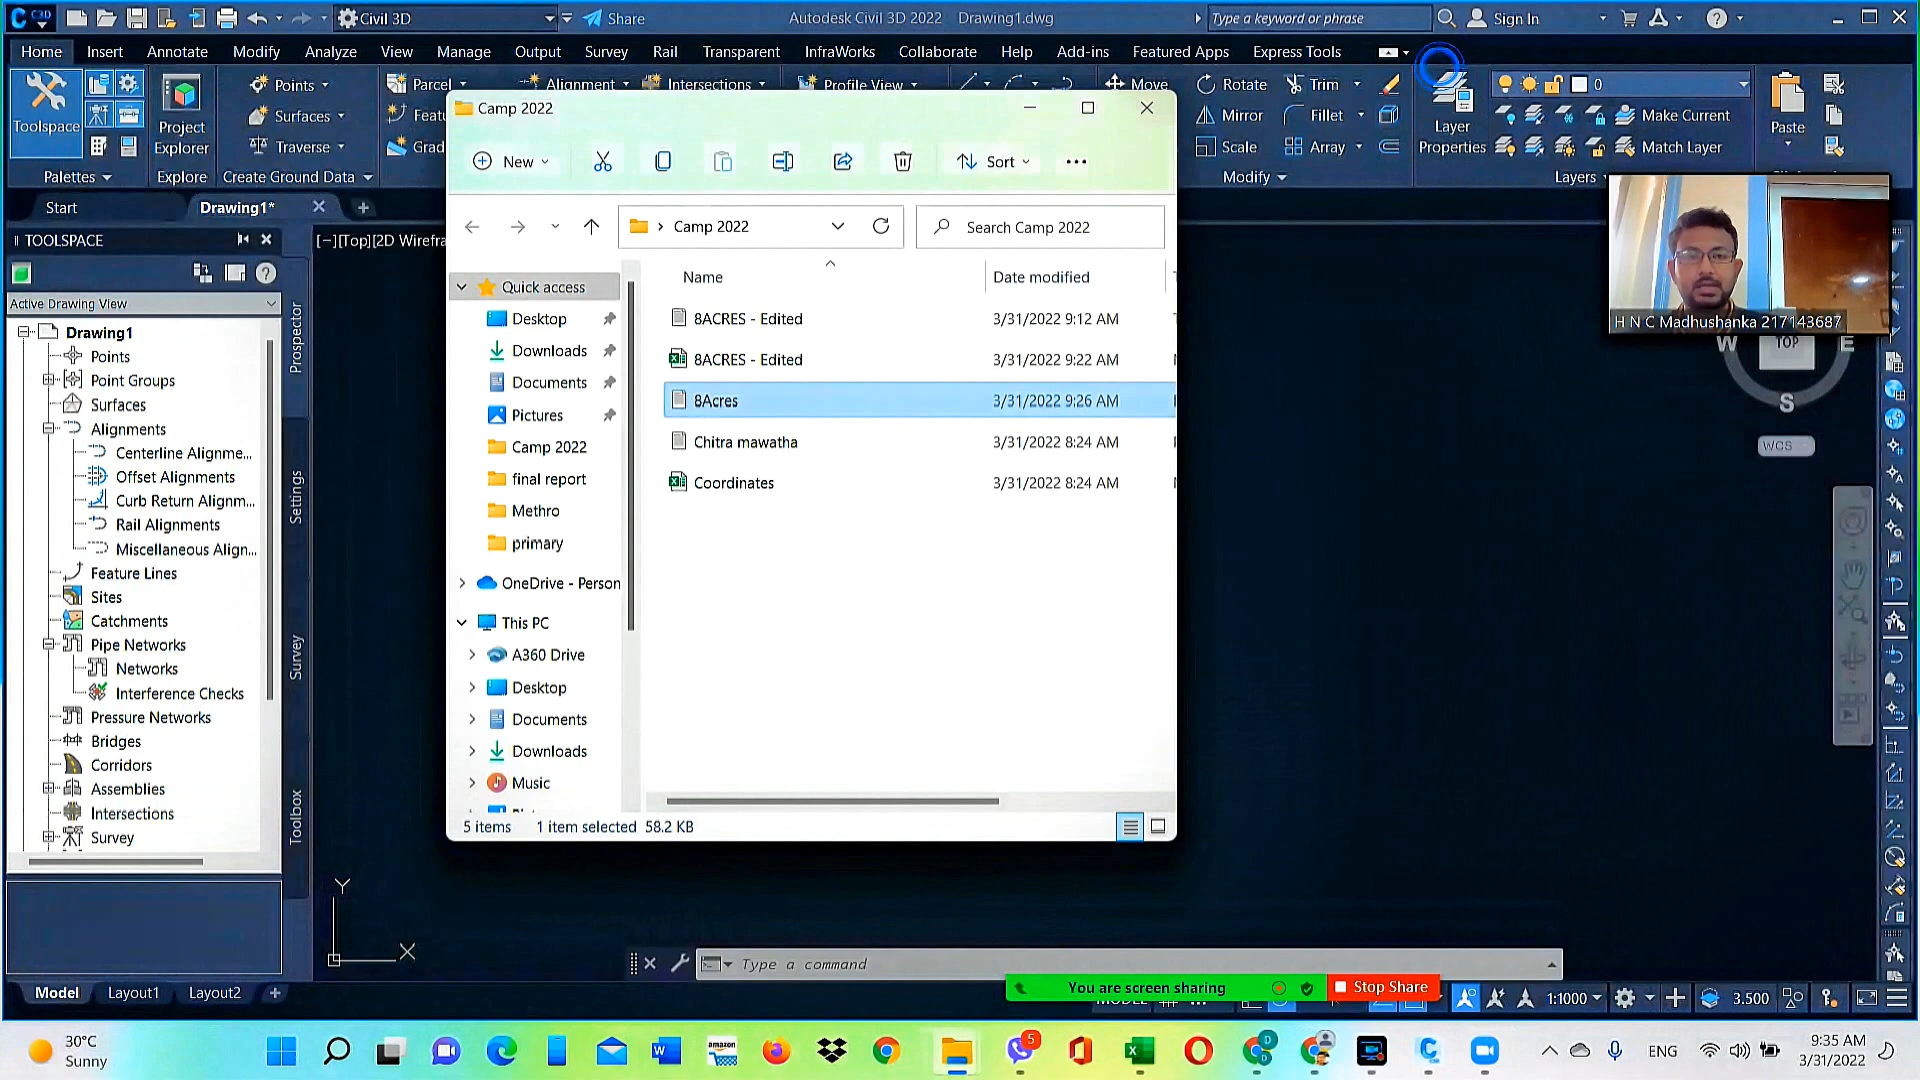 C3D Civil 3D Share Autodesk Civil 3D 2022 Drawing1.dwg Type a keyword or phrase Sign In
Home Insert Annotate Modify Analyze View Manage Output Survey Rail Transparent InfraWorks Collaborate Help Add-ins Featured Apps Express Tools
Toolspace
Palettes
Project
Explorer
Explore
Points
Surfaces
Traverse
Create Ground Data
Parcel
Alignment
Intersections
Profile View
Move
Rotate
Trim
Mirror
Fillet
Scale
Array
Modify
Layer
Properties
0
Make Current
Match Layer
Layers
Paste
Start
Drawing1*
[−][Top][2D Wirefra
TOOLSPACE
Active Drawing View
Drawing1
Points
Point Groups
Surfaces
Alignments
Centerline Alignme...
Offset Alignments
Curb Return Alignm...
Rail Alignments
Miscellaneous Align...
Feature Lines
Sites
Catchments
Pipe Networks
Networks
Interference Checks
Pressure Networks
Bridges
Corridors
Assemblies
Intersections
Survey
Prospector
Settings
Survey
Toolbox
Camp 2022
New
Sort
Camp 2022
Search Camp 2022
Name Date modified
8ACRES - Edited 3/31/2022 9:12 AM
8ACRES - Edited 3/31/2022 9:22 AM
8Acres 3/31/2022 9:26 AM
Chitra mawatha 3/31/2022 8:24 AM
Coordinates 3/31/2022 8:24 AM
Quick access
Desktop
Downloads
Documents
Pictures
Camp 2022
final report
Methro
primary
OneDrive - Person
This PC
A360 Drive
Desktop
Documents
Downloads
Music
5 items 1 item selected 58.2 KB
H N C Madhushanka 217143687
W TOP E
S
WCS
Y
X
Type a command
You are screen sharing
Stop Share
Model Layout1 Layout2
MODEL
1:1000
3.500
30°C
Sunny
amazon
5
ENG
9:35 AM
3/31/2022